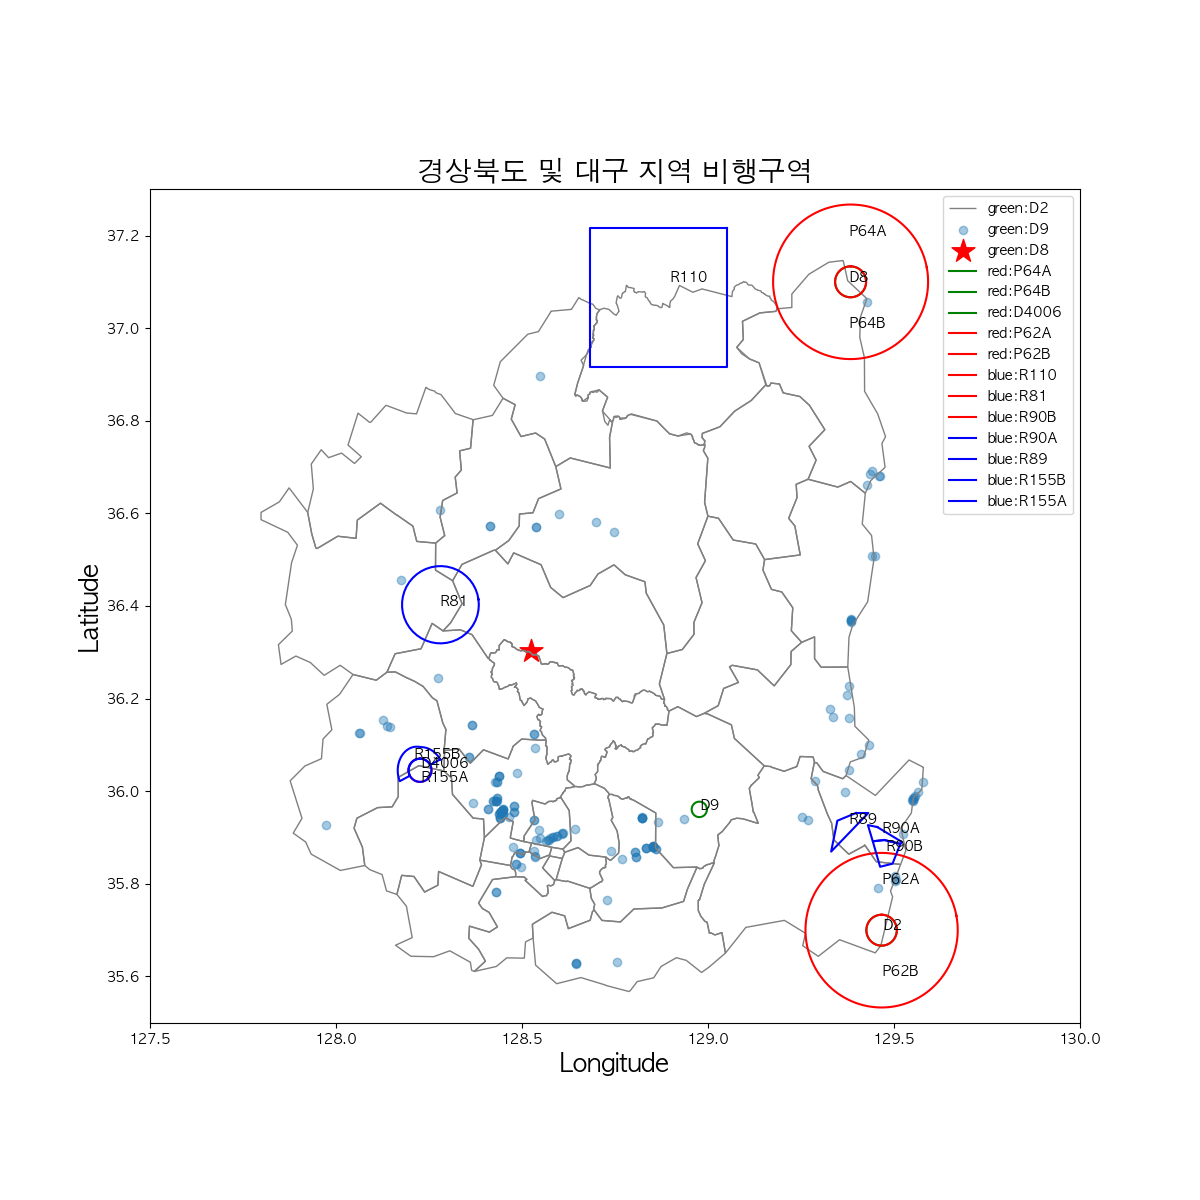 경상북도 및 대구 지역 비행구역
Latitude
37.2
37.0
36.8
36.6
36.4
36.2
36.0
35.8
35.6
127.5
128.0
128.5
129.0
129.5
130.0
Longitude
green:D2
green:D9
green:D8
red:P64A
red:P64B
red:D4006
red:P62A
red:P62B
blue:R110
blue:R81
blue:R90B
blue:R90A
blue:R89
blue:R155B
blue:R155A
P64A
R110
D8
P64B
R81
R155B
D4006
R155A
D9
R89
R90A
R90B
P62A
D2
P62B